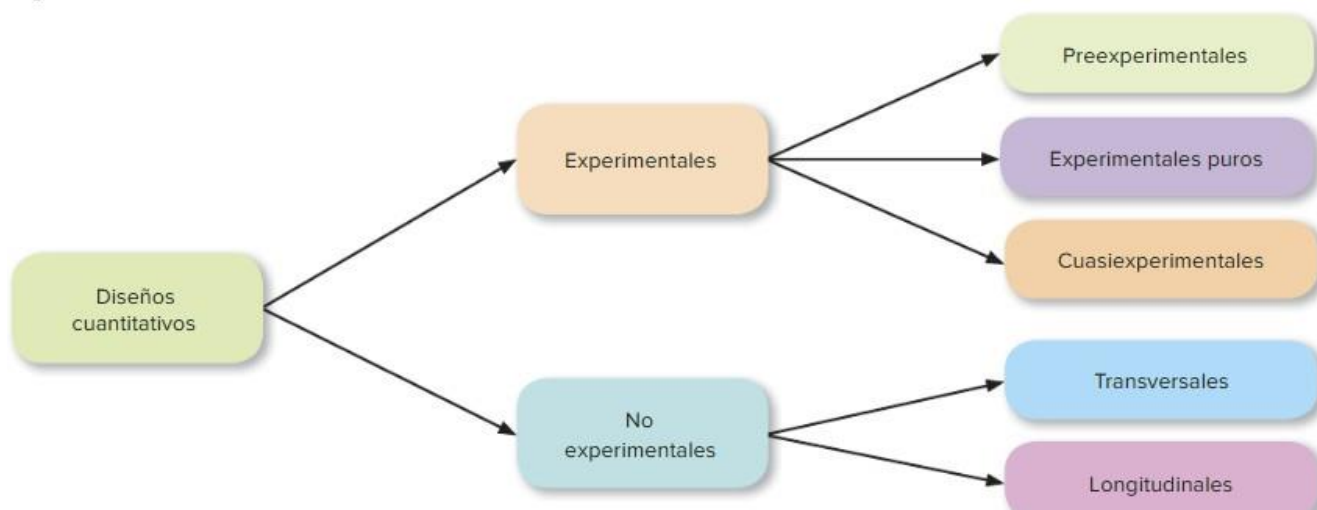 Diseños
cuantitativos
Experimentales
No
experimentales
Preexperimentales
Experimentales puros
Cuasiexperimentales
Transversales
Longitudinales